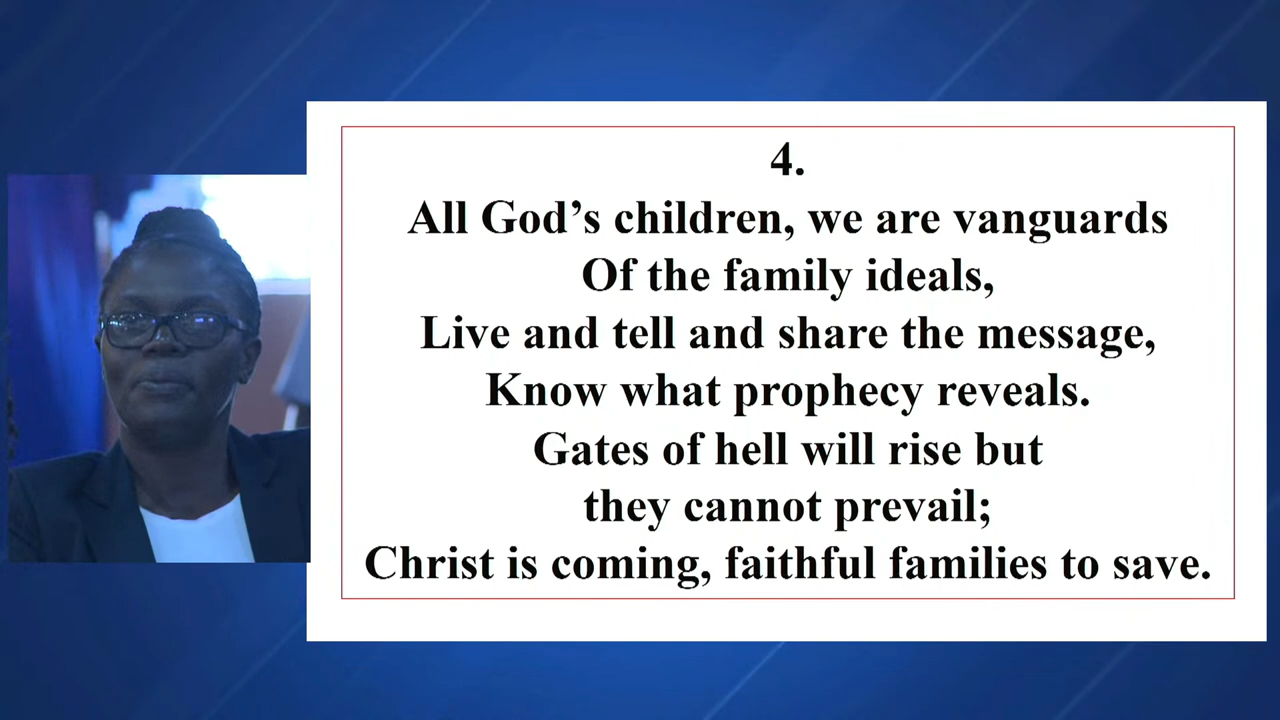 4.
All God’s children, we are vanguards
Of the family ideals,
Live and tell and share the message,
Know what prophecy reveals.
Gates of hell will rise but
they cannot prevail;
Christ is coming, faithful families to save.